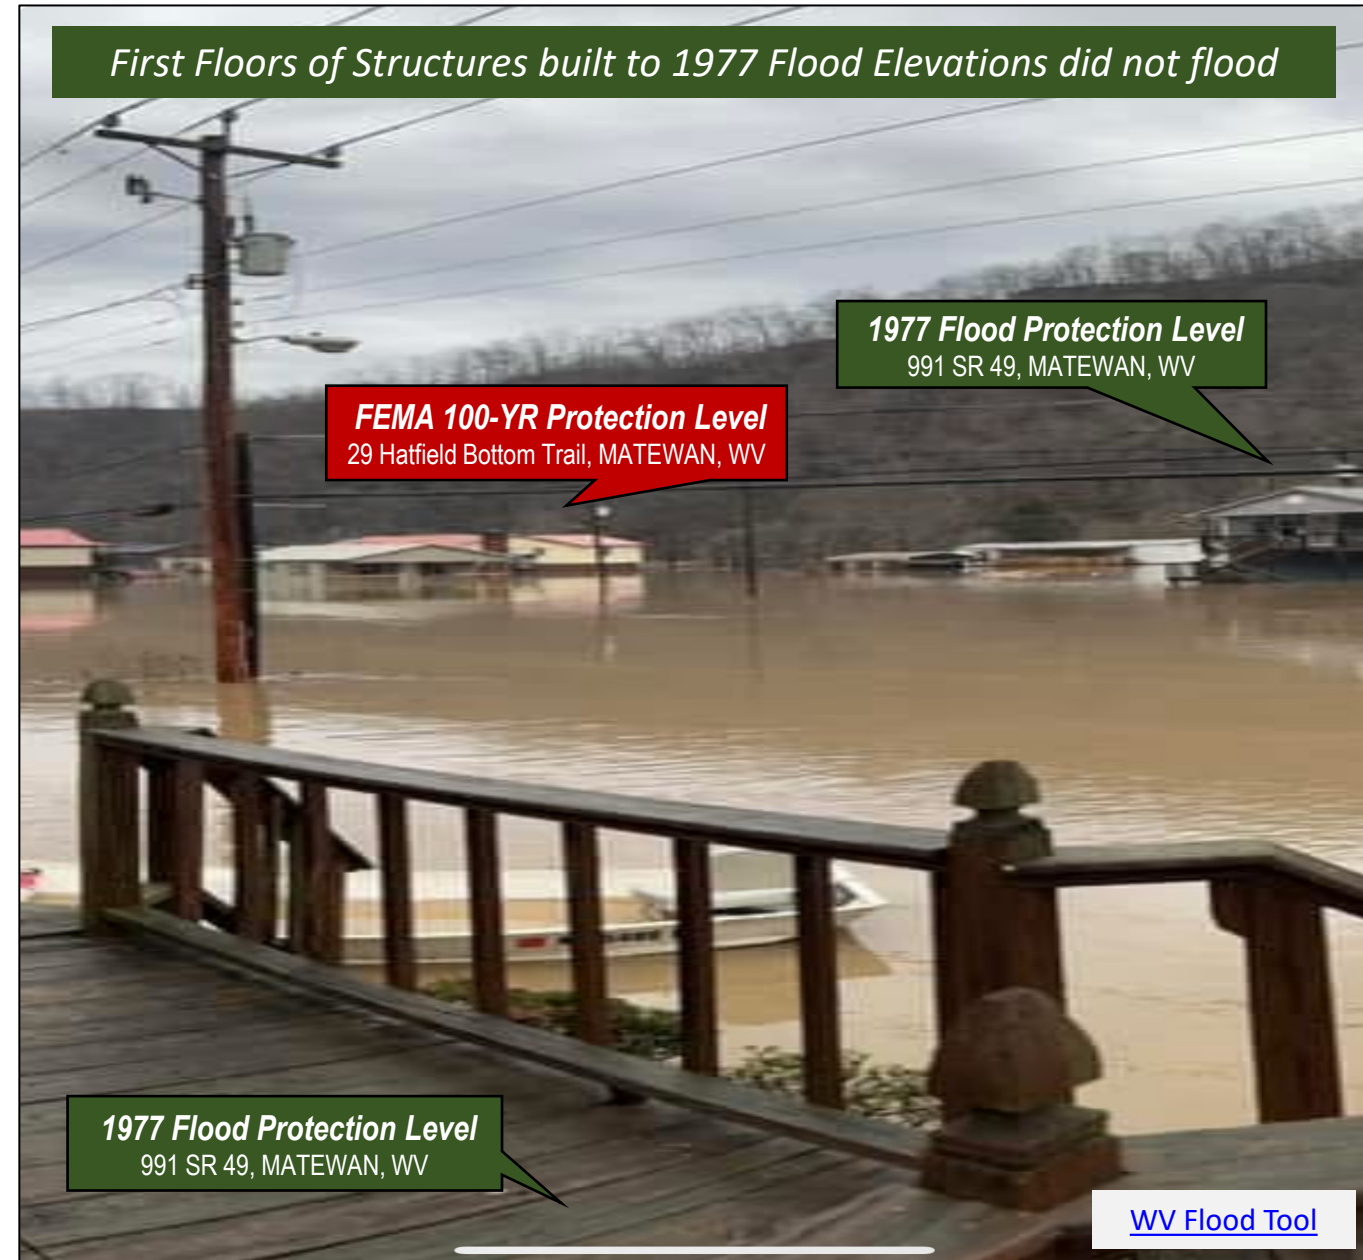 First Floors of Structures built to 1977 Flood Elevations did not flood
1977 Flood Protection Level
991 SR 49, MATEWAN, WV
FEMA 100-YR Protection Level
29 Hatfield Bottom Trail, MATEWAN, WV
1977 Flood Protection Level
991 SR 49, MATEWAN, WV
WV Flood Tool